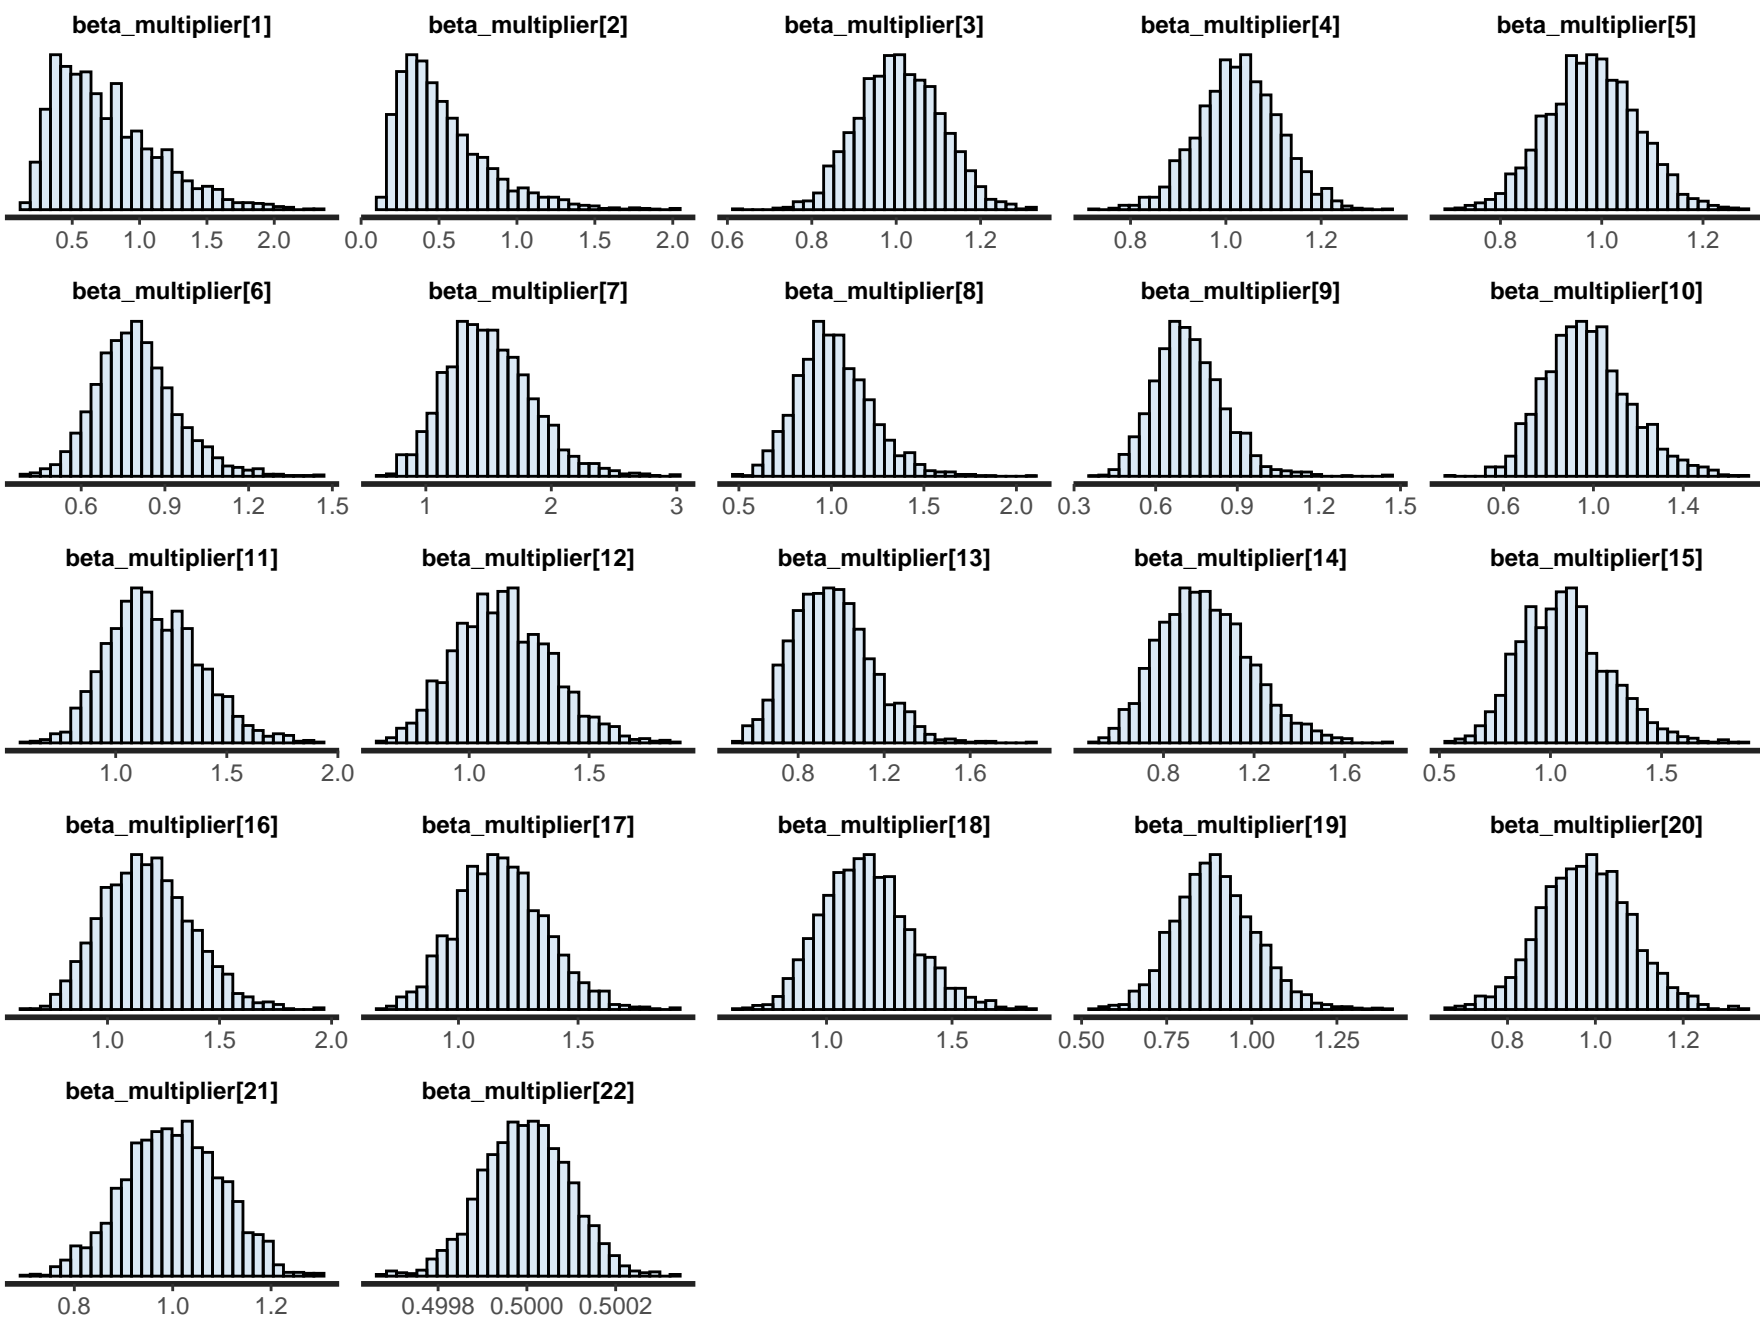 beta_multiplier[1] beta_multiplier[2] beta_multiplier[3] beta_multiplier[4] beta_multiplier[5]
0.5 1.0 1.5 2.0 0.0 0.5 1.0 1.5 2.0 0.6 0.8 1.0 1.2 0.8 1.0 1.2 0.8 1.0 1.2
beta_multiplier[6] beta_multiplier[7] beta_multiplier[8] beta_multiplier[9] beta_multiplier[10]
0.6 0.9 1.2 1.5 1 2 3 0.5 1.0 1.5 2.0 0.3 0.6 0.9 1.2 1.5 0.6 1.0 1.4
beta_multiplier[11] beta_multiplier[12] beta_multiplier[13] beta_multiplier[14] beta_multiplier[15]
1.0 1.5 2.0 1.0 1.5 0.8 1.2 1.6 0.8 1.2 1.6 0.5 1.0 1.5
beta_multiplier[16] beta_multiplier[17] beta_multiplier[18] beta_multiplier[19] beta_multiplier[20]
1.0 1.5 2.0 1.0 1.5 1.0 1.5 0.50 0.75 1.00 1.25 0.8 1.0 1.2
beta_multiplier[21] beta_multiplier[22]
0.8 1.0 1.2 0.4998 0.5000 0.5002